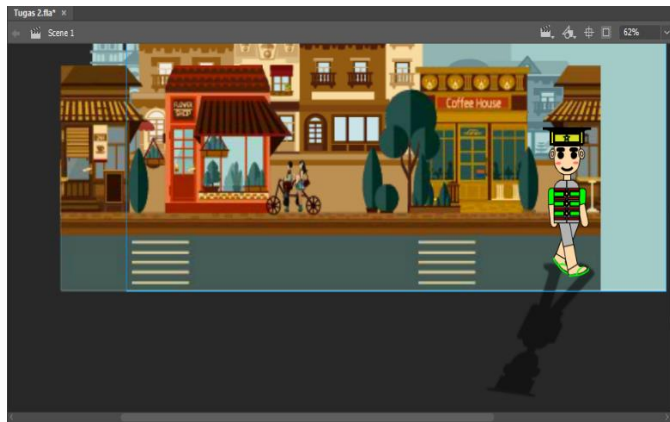 Tugas 2.fla* ×
Scene 1
62%
FLOWER
SHOP
Coffee House